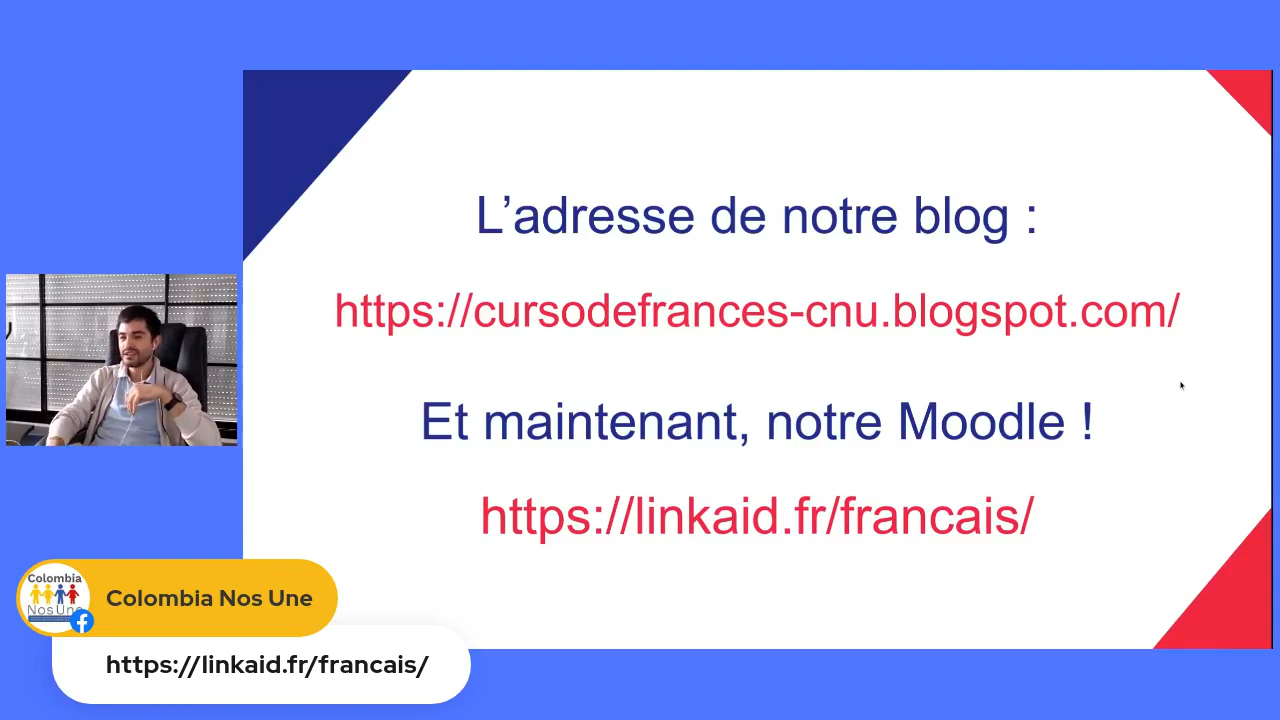 L’adresse de notre blog :
https://cursodefrances-cnu.blogspot.com/
Et maintenant, notre Moodle !
https://linkaid.fr/francais/
Colombia
Nos Une
Colombia Nos Une
https://linkaid.fr/francais/